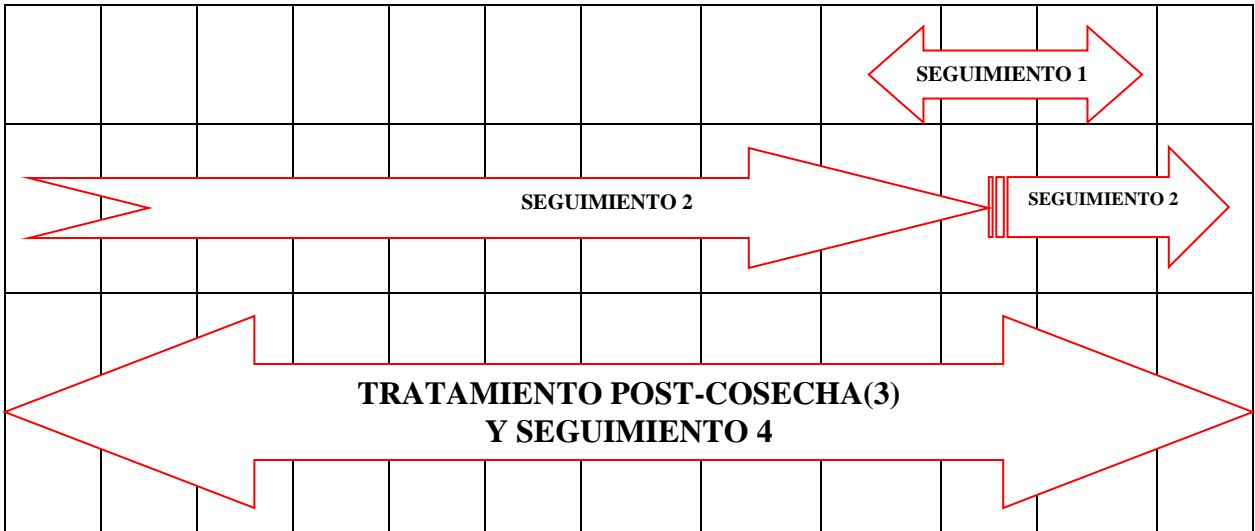 SEGUIMIENTO 1
SEGUIMIENTO 2
SEGUIMIENTO 2
TRATAMIENTO POST-COSECHA(3)
Y SEGUIMIENTO 4